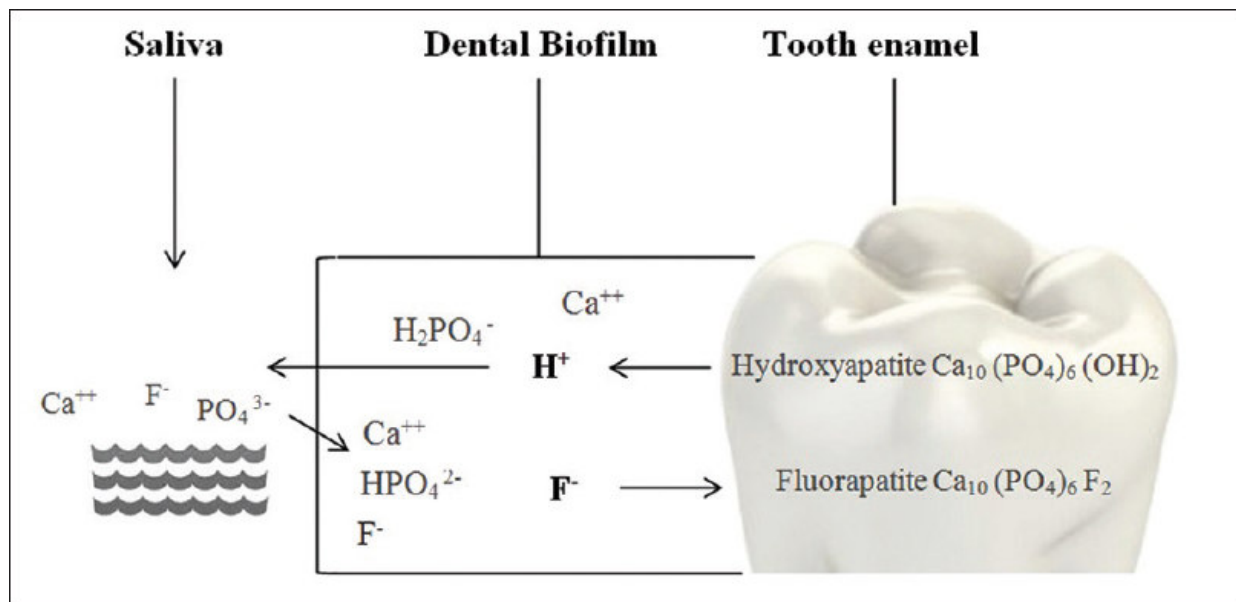 Saliva
Dental Biofilm
Tooth enamel
Ca⁺⁺
H₂PO₄⁻
H⁺
Hydroxyapatite Ca₁₀ (PO₄)₆ (OH)₂
Ca⁺⁺
F⁻
PO₄³⁻
Ca⁺⁺
HPO₄²⁻
F⁻
F⁻
Fluorapatite Ca₁₀ (PO₄)₆ F₂